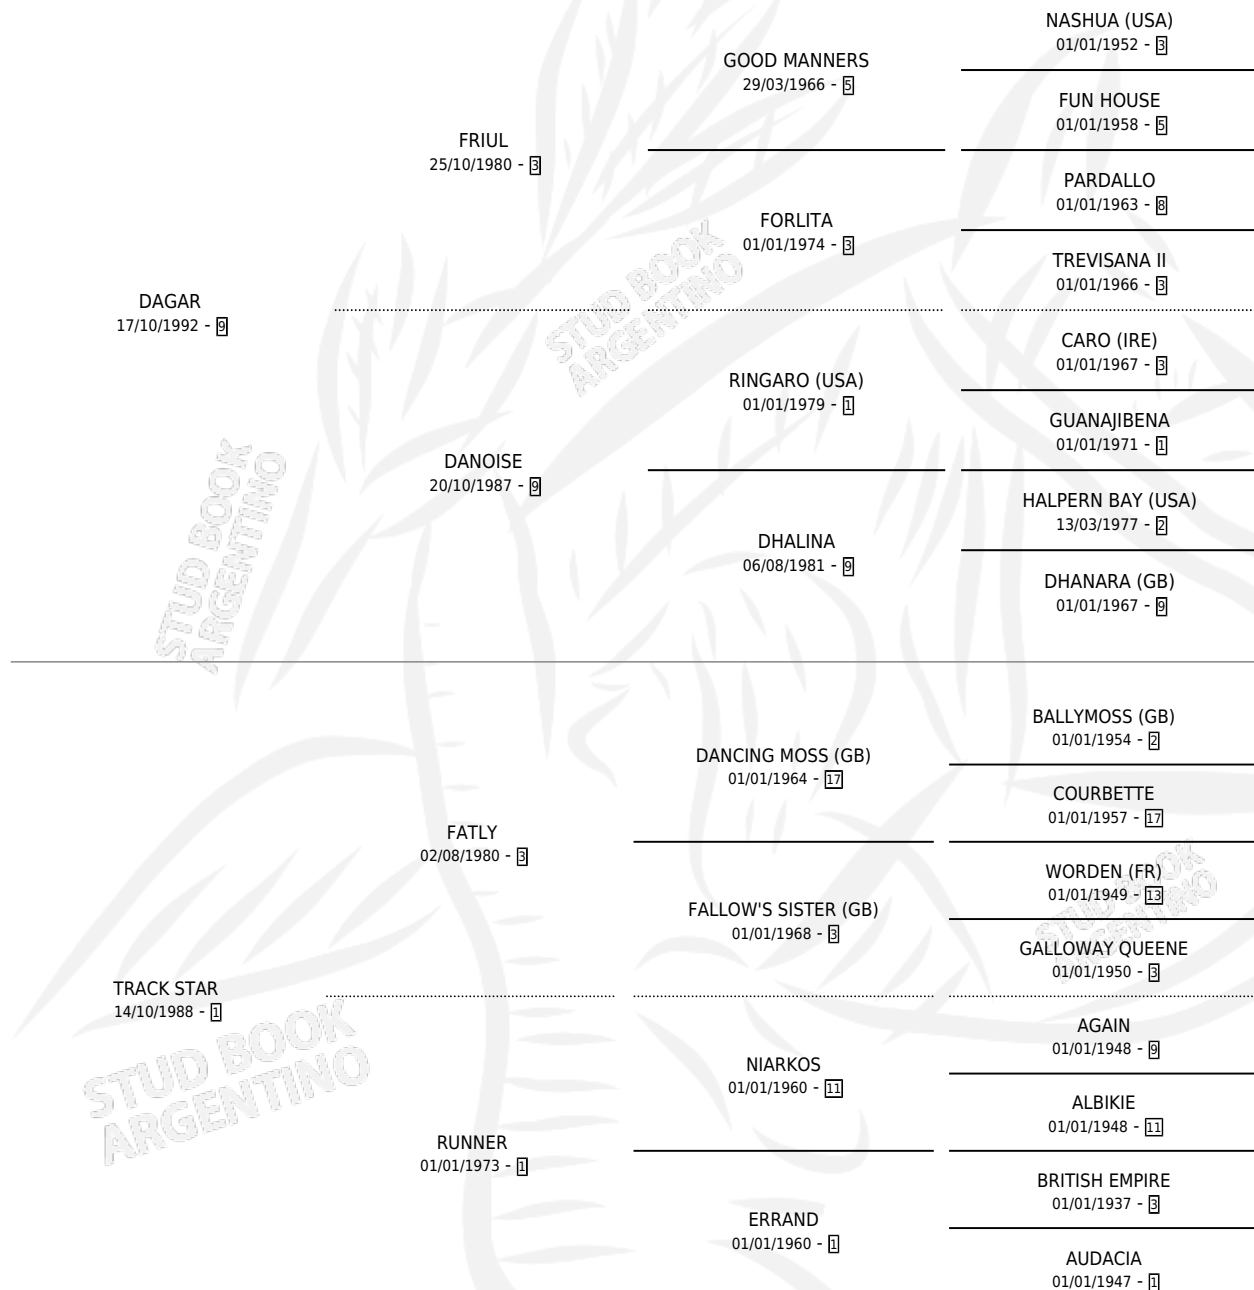 NASHUA (USA)
01/01/1952 - 3
GOOD MANNERS
29/03/1966 - 5
FUN HOUSE
01/01/1958 - 5
FRIUL
25/10/1980 - 3
PARDALLO
01/01/1963 - 8
FORLITA
01/01/1974 - 3
TREVISANA II
01/01/1966 - 3
STUD BOOK
ARGENTINO
DAGAR
17/10/1992 - 9
CARO (IRE)
01/01/1967 - 3
RINGARO (USA)
01/01/1979 - 1
GUANAJIBENA
01/01/1971 - 1
DANOISE
20/10/1987 - 9
HALPERN BAY (USA)
13/03/1977 - 2
DHALINA
06/08/1981 - 9
DHANARA (GB)
01/01/1967 - 9
STUD BOOK
ARGENTINO
BALLYMOSS (GB)
01/01/1954 - 2
DANCING MOSS (GB)
01/01/1964 - 17
COURBETTE
01/01/1957 - 17
FATLY
02/08/1980 - 3
WORDEN (FR)
01/01/1949 - 13
FALLOW'S SISTER (GB)
01/01/1968 - 3
GALLOWAY QUEENE
01/01/1950 - 3
STUD BOOK
ARGENTINO
TRACK STAR
14/10/1988 - 1
AGAIN
01/01/1948 - 9
NIARKOS
01/01/1960 - 11
ALBIKIE
01/01/1948 - 11
STUD BOOK
ARGENTINO
RUNNER
01/01/1973 - 1
BRITISH EMPIRE
01/01/1937 - 3
ERRAND
01/01/1960 - 1
AUDACIA
01/01/1947 - 1